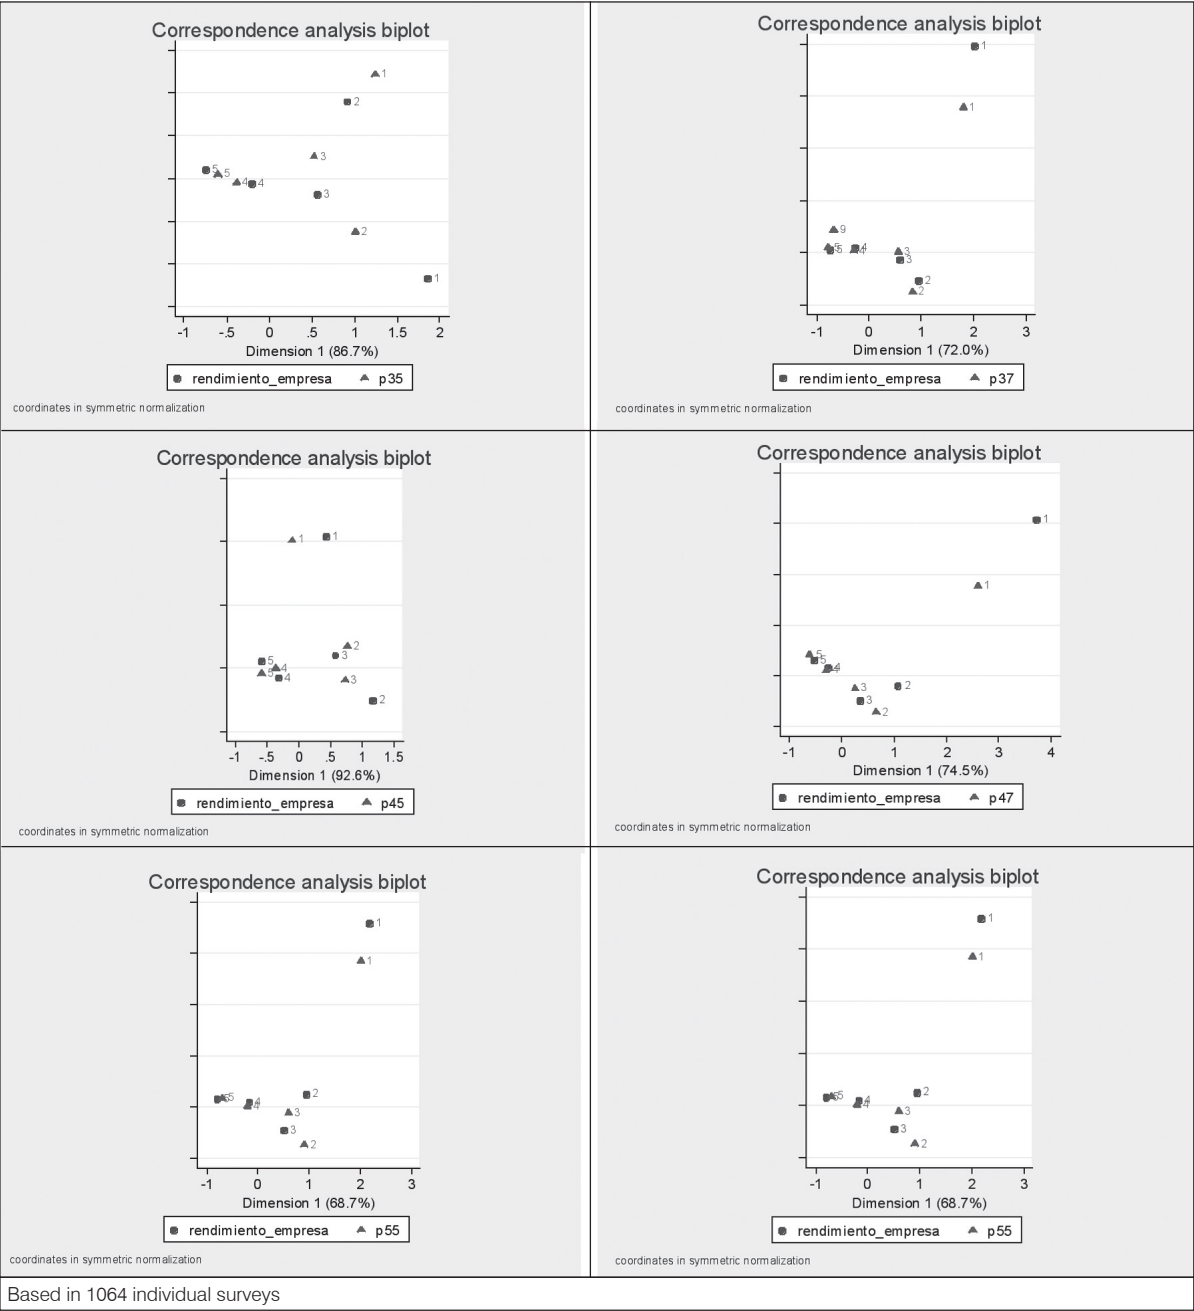 Correspondence analysis biplot
1
2
3
5
5
4
4
3
2
1
-1 -.5 0 .5 1 1.5 2
Dimension 1 (86.7%)
rendimiento_empresa p35
coordinates in symmetric normalization
Correspondence analysis biplot
1
1
9
5
5
4
4
3
3
2
2
-1 0 1 2 3
Dimension 1 (72.0%)
rendimiento_empresa p37
coordinates in symmetric normalization
Correspondence analysis biplot
1 1
2
3
5
4
5
4
3
2
-1 -.5 0 .5 1 1.5
Dimension 1 (92.6%)
rendimiento_empresa p45
coordinates in symmetric normalization
Correspondence analysis biplot
1
1
5
5
4
4
3
2
3
2
-1 0 1 2 3 4
Dimension 1 (74.5%)
rendimiento_empresa p47
coordinates in symmetric normalization
Correspondence analysis biplot
1
1
2
5
5
4
4
3
3
2
-1 0 1 2 3
Dimension 1 (68.7%)
rendimiento_empresa p55
coordinates in symmetric normalization
Correspondence analysis biplot
1
1
2
5
5
4
4
3
3
2
-1 0 1 2 3
Dimension 1 (68.7%)
rendimiento_empresa p55
coordinates in symmetric normalization
Based in 1064 individual surveys